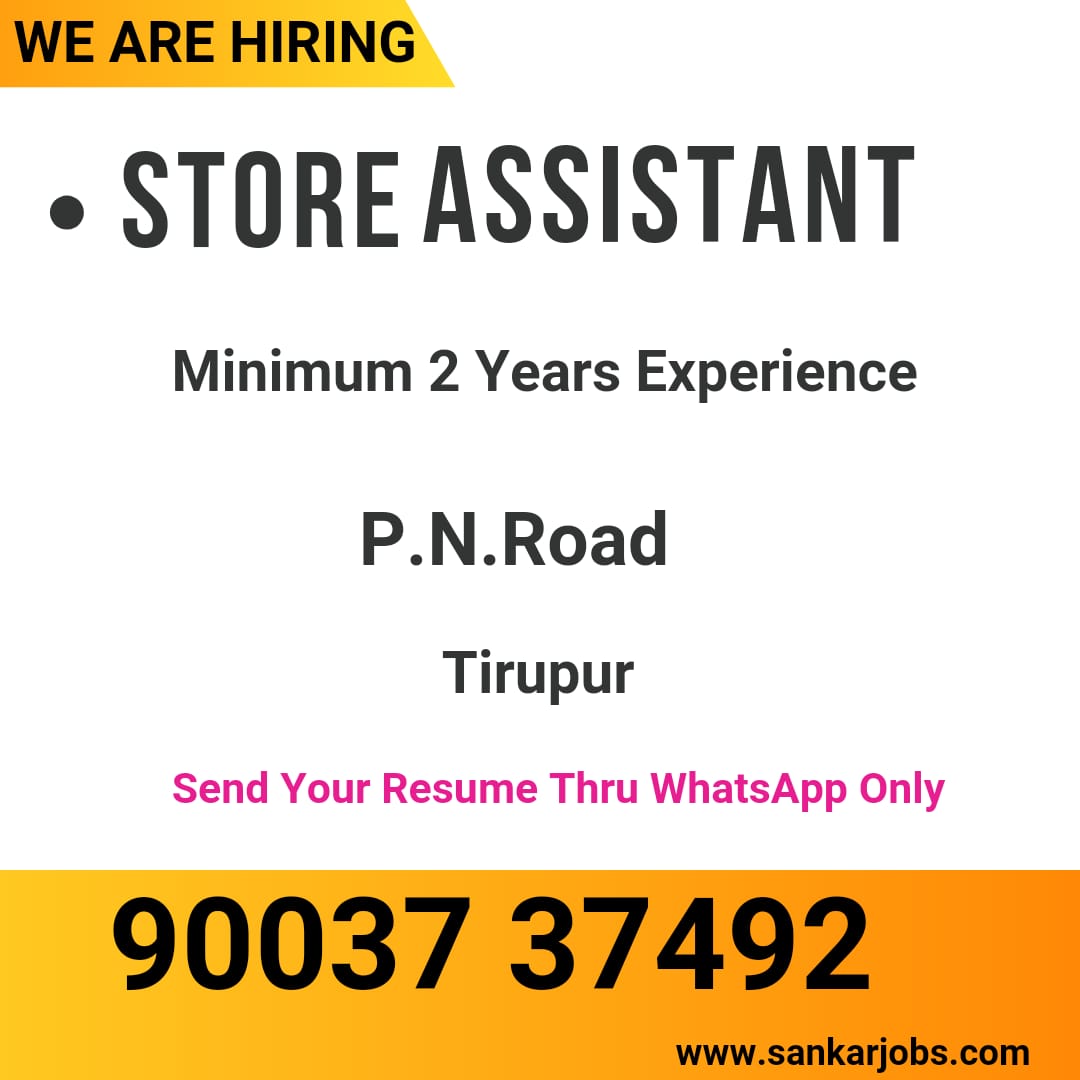 WE ARE HIRING
• STORE ASSISTANT
Minimum 2 Years Experience
P.N.Road
Tirupur
Send Your Resume Thru WhatsApp Only
90037 37492
www.sankarjobs.com